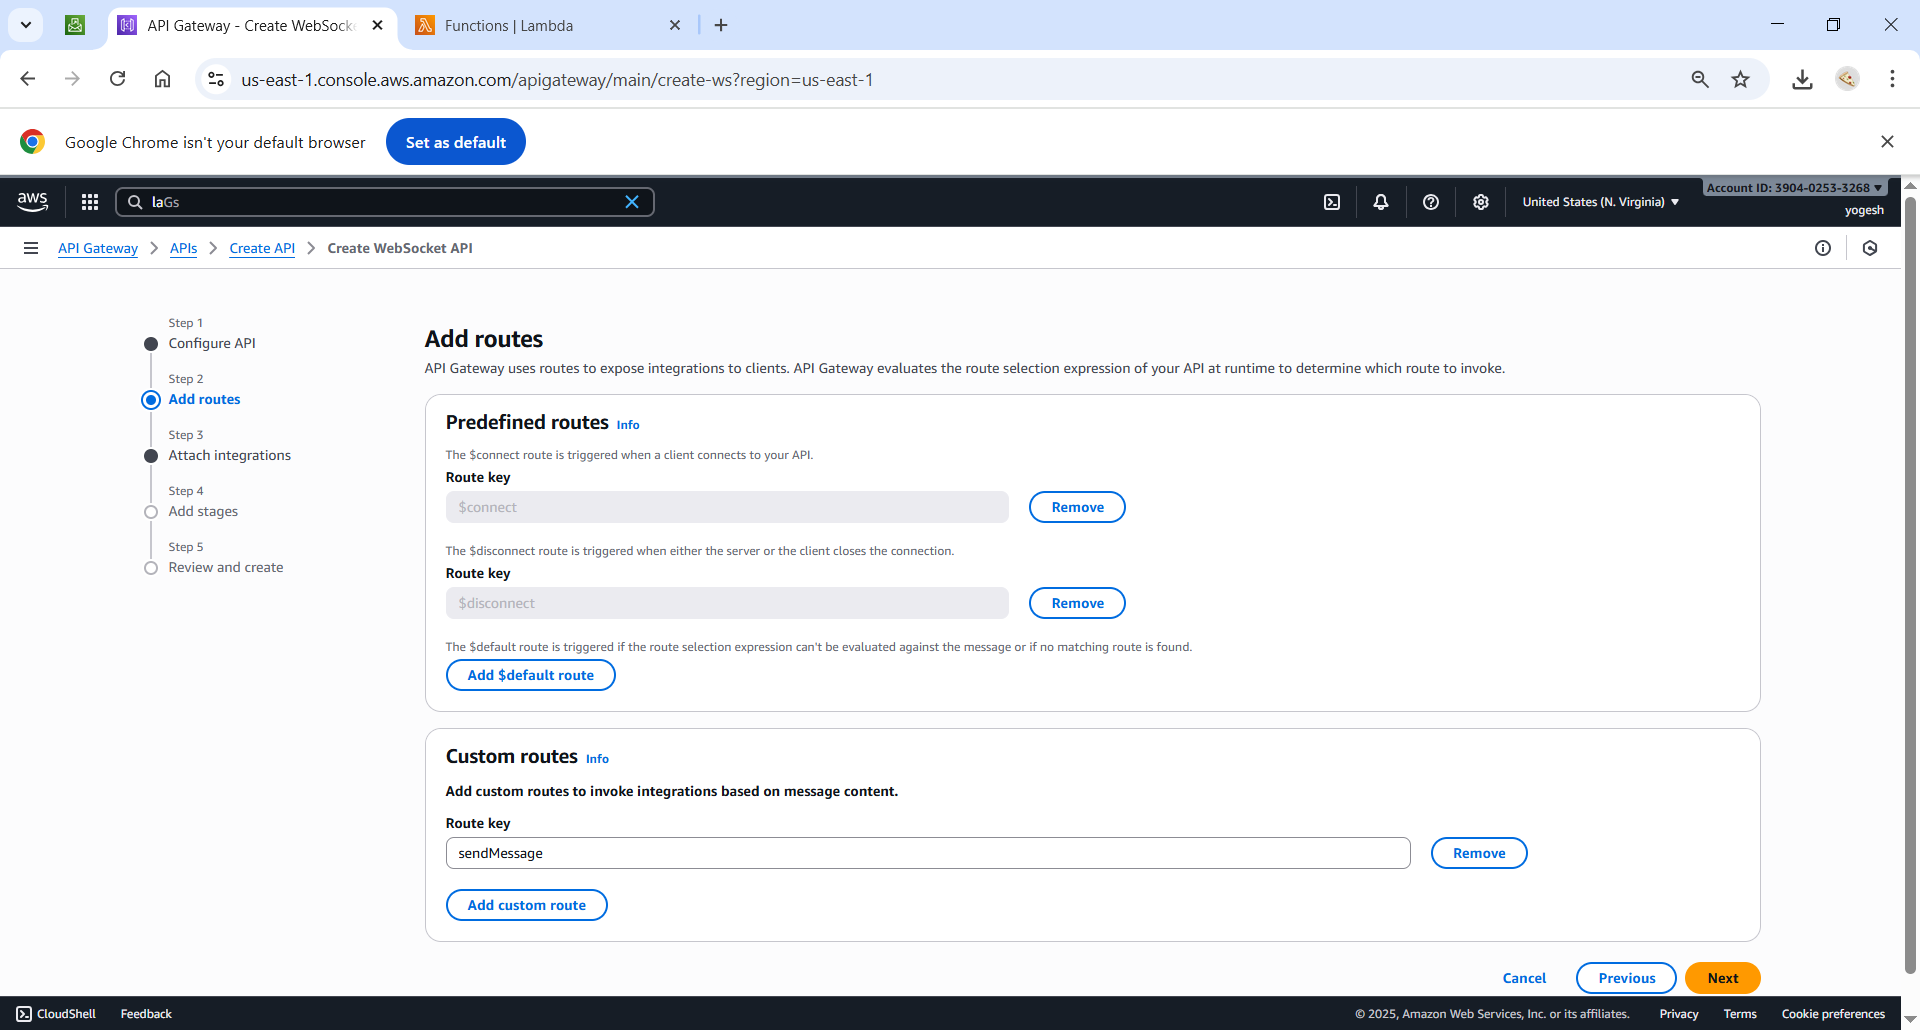 API Gateway - Create WebSock
Functions | Lambda
us-east-1.console.aws.amazon.com/apigateway/main/create-ws?region=us-east-1
Google Chrome isn't your default browser
Set as default
aws
laGs
United States (N. Virginia)
Account ID: 3904-0253-3268
yogesh
API Gateway
APIs
Create API
Create WebSocket API
Step 1
Configure API
Step 2
Add routes
Step 3
Attach integrations
Step 4
Add stages
Step 5
Review and create
Add routes
API Gateway uses routes to expose integrations to clients. API Gateway evaluates the route selection expression of your API at runtime to determine which route to invoke.
Predefined routes Info
The $connect route is triggered when a client connects to your API.
Route key
$connect
Remove
The $disconnect route is triggered when either the server or the client closes the connection.
Route key
$disconnect
Remove
The $default route is triggered if the route selection expression can't be evaluated against the message or if no matching route is found.
Add $default route
Custom routes Info
Add custom routes to invoke integrations based on message content.
Route key
sendMessage
Remove
Add custom route
Cancel
Previous
Next
CloudShell
Feedback
© 2025, Amazon Web Services, Inc. or its affiliates.
Privacy
Terms
Cookie preferences